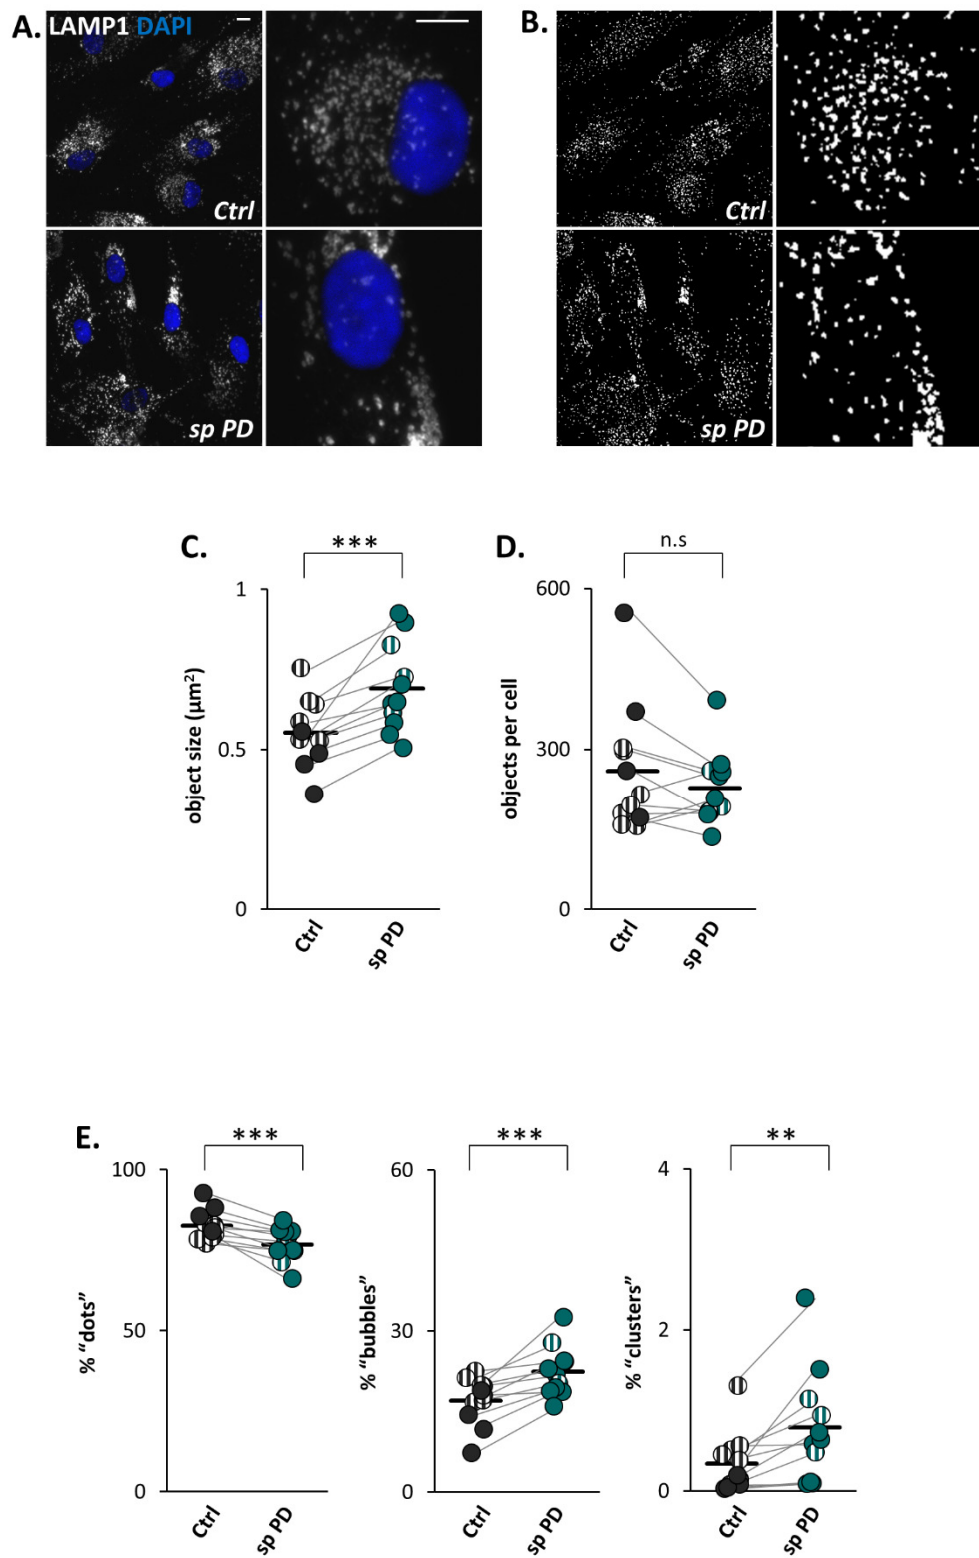 A.
LAMP1 DAPI
Ctrl
sp PD
B.
Ctrl
sp PD
C.
***
1
0.5
0
object size (µm²)
Ctrl
sp PD
D.
n.s
600
300
0
objects per cell
Ctrl
sp PD
E.
***
100
50
0
% “dots”
Ctrl
sp PD
***
60
30
0
% “bubbles”
Ctrl
sp PD
**
4
2
0
% “clusters”
Ctrl
sp PD